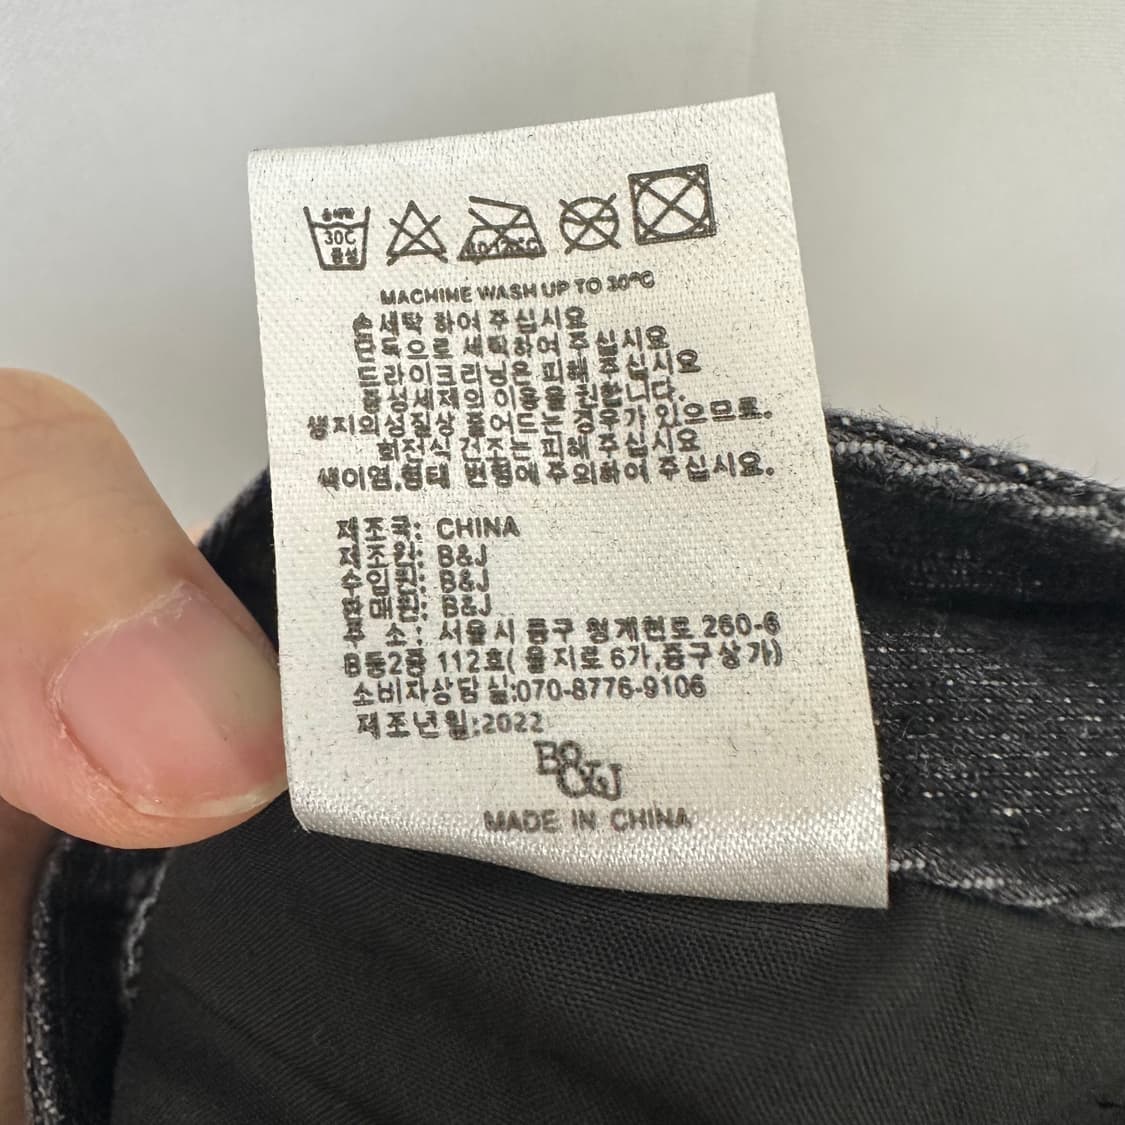 손세탁
30C
중성
40-125°C
MACHINE WASH UP TO 30°C
손세탁 하여 주십시요
단독으로 세탁하여 주십시요
드라이크리닝은 피해 주십시요
중성세제의 이용을 권합니다.
생지의 성질상 줄어드는 경우가 있으므로.
회전식 건조는 피해 주십시요
색이염,형태 변형에 주의하여 주십시요.
제조국: CHINA
제조원: B&J
수입원: B&J
판매원: B&J
주 소: 서울시 중구 청계천로 260-6
B동2층 112호( 을지로 6가,중구상가)
소비자상담실:070-8776-9106
제조년월:2022
B&J
MADE IN CHINA